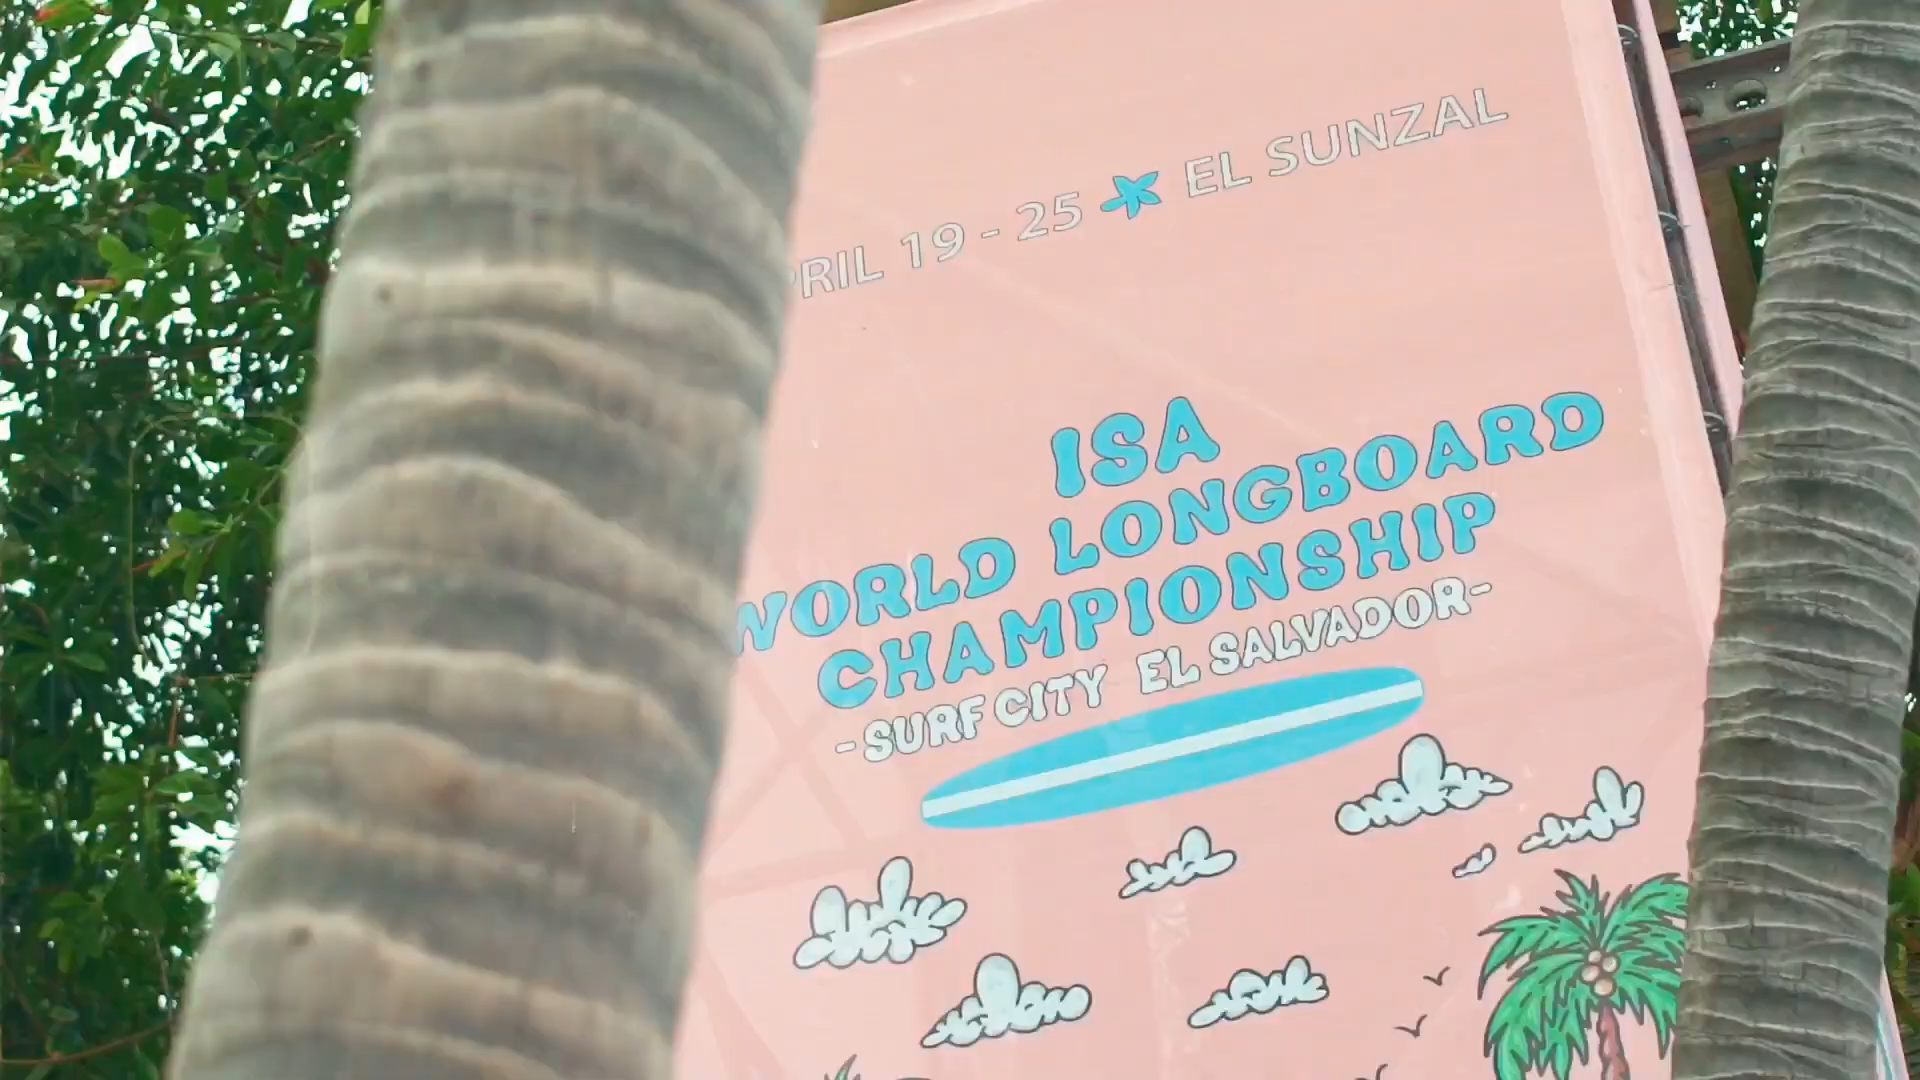 PRIL 19 - 25 EL SUNZAL
ISA
WORLD LONGBOARD
CHAMPIONSHIP
-SURF CITY EL SALVADOR-